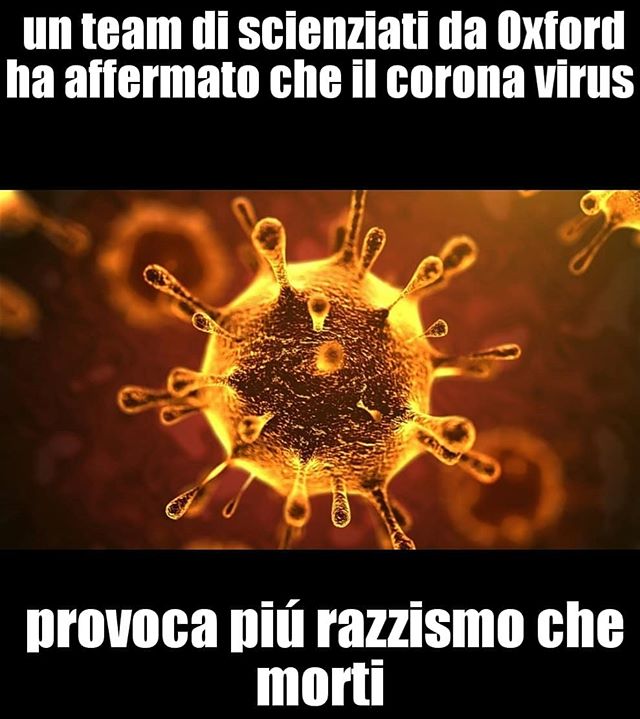 un team di scienziati da Oxford
ha affermato che il corona virus
provoca piú razzismo che
morti